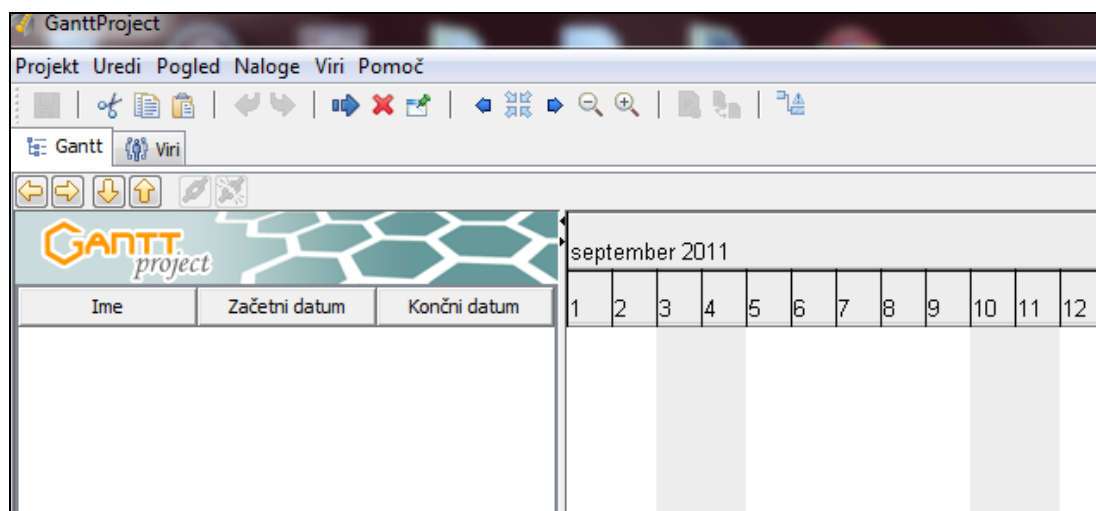 GanttProject
Projekt Uredi Pogled Naloge Viri Pomoč
Gantt Viri
GANTT
project
september 2011
Ime Začetni datum Končni datum 1 2 3 4 5 6 7 8 9 10 11 12